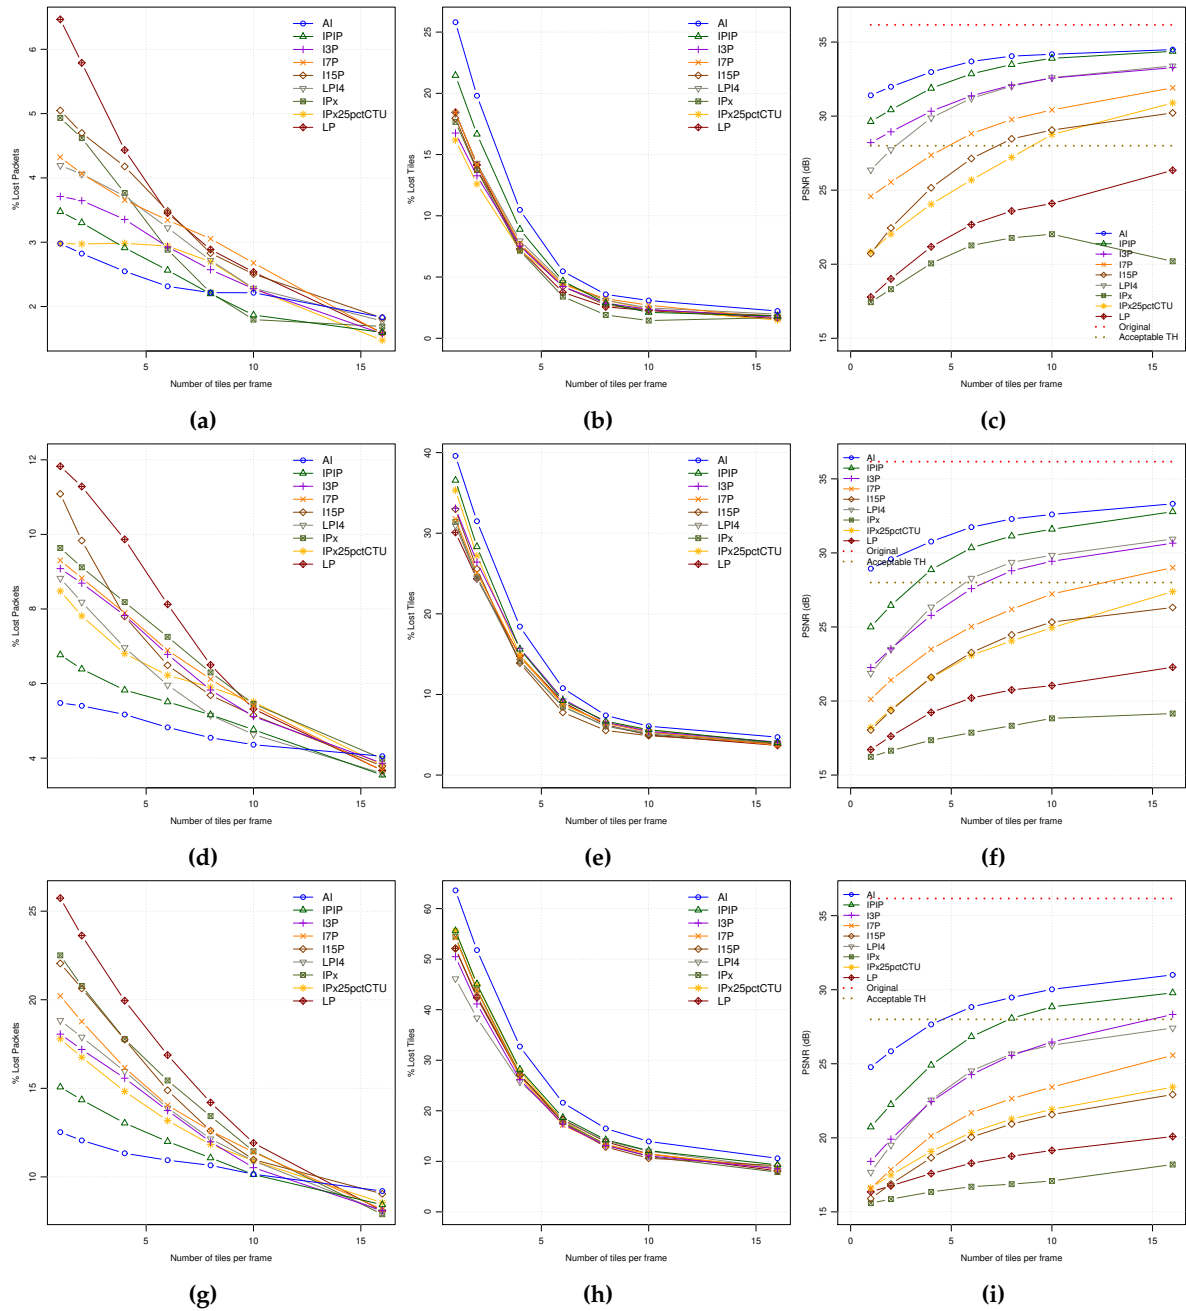 AI
IPIP
I3P
I7P
I15P
LPI4
IPx
IPx25pctCTU
LP
% Lost Packets
2
3
4
5
6
5
10
15
Number of tiles per frame
(a)
AI
IPIP
I3P
I7P
I15P
LPI4
IPx
IPx25pctCTU
LP
% Lost Tiles
0
5
10
15
20
25
5
10
15
Number of tiles per frame
(b)
PSNR (dB)
15
20
25
30
35
AI
IPIP
I3P
I7P
I15P
LPI4
IPx
IPx25pctCTU
LP
Original
Acceptable TH
0
5
10
15
Number of tiles per frame
(c)
AI
IPIP
I3P
I7P
I15P
LPI4
IPx
IPx25pctCTU
LP
% Lost Packets
4
6
8
10
12
5
10
15
Number of tiles per frame
(d)
AI
IPIP
I3P
I7P
I15P
LPI4
IPx
IPx25pctCTU
LP
% Lost Tiles
0
10
20
30
40
5
10
15
Number of tiles per frame
(e)
AI
IPIP
I3P
I7P
I15P
LPI4
IPx
IPx25pctCTU
LP
Original
Acceptable TH
PSNR (dB)
15
20
25
30
35
0
5
10
15
Number of tiles per frame
(f)
AI
IPIP
I3P
I7P
I15P
LPI4
IPx
IPx25pctCTU
LP
% Lost Packets
10
15
20
25
5
10
15
Number of tiles per frame
(g)
AI
IPIP
I3P
I7P
I15P
LPI4
IPx
IPx25pctCTU
LP
% Lost Tiles
0
10
20
30
40
50
60
5
10
15
Number of tiles per frame
(h)
AI
IPIP
I3P
I7P
I15P
LPI4
IPx
IPx25pctCTU
LP
Original
Acceptable TH
PSNR (dB)
15
20
25
30
35
0
5
10
15
Number of tiles per frame
(i)